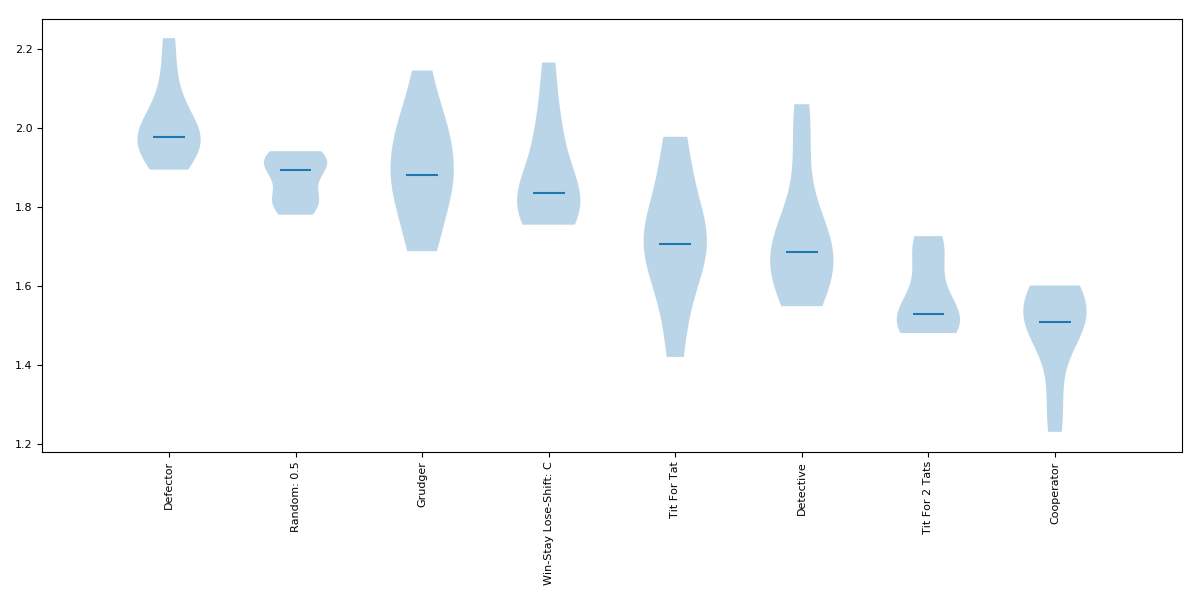 2.2
2.0
1.8
1.6
1.4
1.2
Defector
Random: 0.5
Grudger
Win-Stay Lose-Shift: C
Tit For Tat
Detective
Tit For 2 Tats
Cooperator